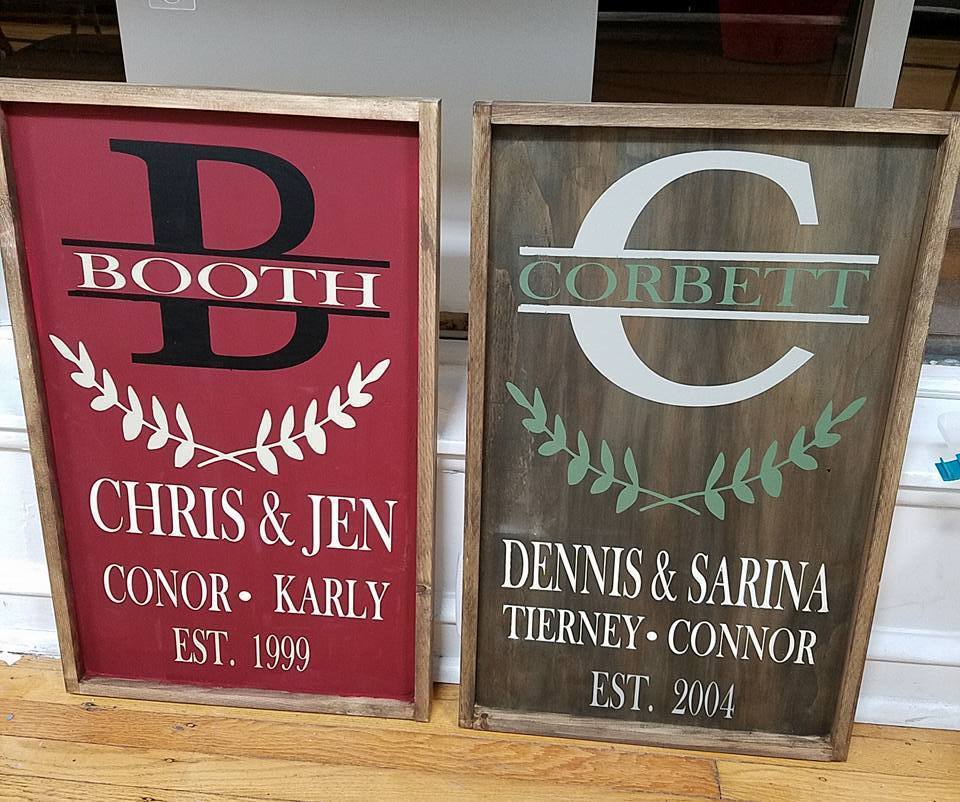 B
BOOTH
CHRIS & JEN
CONOR • KARLY
EST. 1999
C
CORBETT
DENNIS & SARINA
TIERNEY • CONNOR
EST. 2004